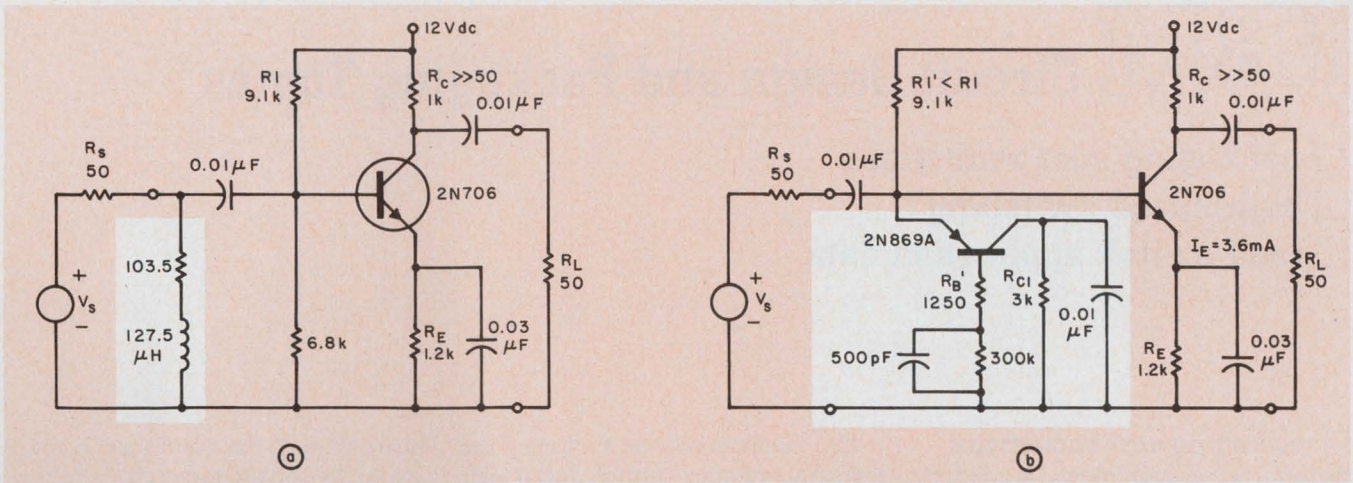 12Vdc
R1
9.1k
RC >>50
1k
0.01μF
RS
50
0.01μF
2N706
+
VS
−
103.5
127.5
μH
6.8k
RE
1.2k
0.03
μF
RL
50
a
12Vdc
R1' < R1
9.1k
RC >>50
1k
0.01μF
RS
50
0.01μF
2N706
2N869A
IE=3.6mA
+
VS
−
RB'
1250
RC1
3k
0.01
μF
500pF
300k
RE
1.2k
0.03
μF
RL
50
b